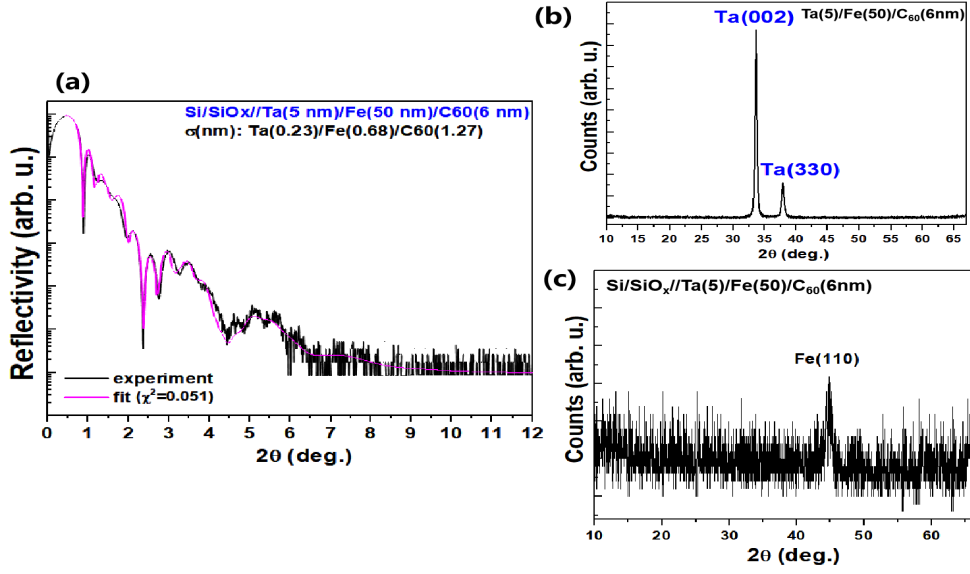 (a)
Si/SiOx//Ta(5 nm)/Fe(50 nm)/C60(6 nm)
σ(nm): Ta(0.23)/Fe(0.68)/C60(1.27)
Reflectivity (arb. u.)
experiment
fit (χ²=0.051)
0 1 2 3 4 5 6 7 8 9 10 11 12
2θ (deg.)
(b)
Ta(002)
Ta(5)/Fe(50)/C₆₀(6nm)
Ta(330)
Counts (arb. u.)
10 15 20 25 30 35 40 45 50 55 60 65
2θ (deg.)
(c)
Si/SiOₓ//Ta(5)/Fe(50)/C₆₀(6nm)
Fe(110)
Counts (arb. u.)
10 20 30 40 50 60
2θ (deg.)